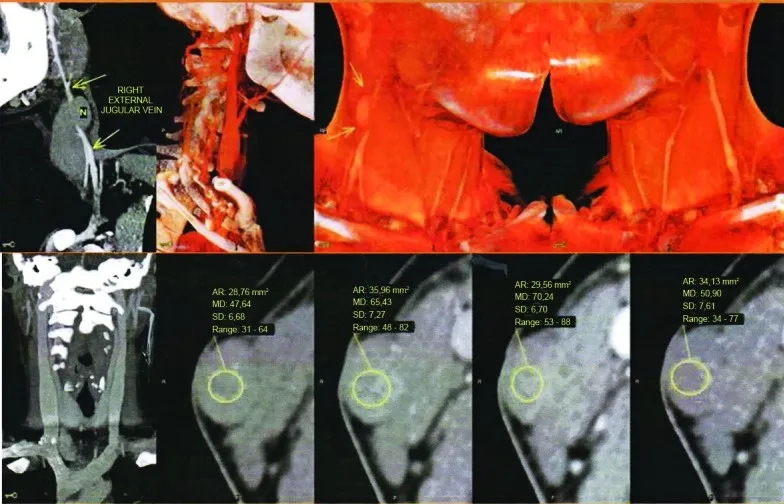 RIGHT
EXTERNAL
JUGULAR VEIN
N
AR: 28,76 mm²
MD: 47,64
SD: 6,68
Range: 31 - 64
AR: 35,96 mm²
MD: 65,43
SD: 7,27
Range: 48 - 82
AR: 29,56 mm²
MD: 70,24
SD: 6,70
Range: 53 - 88
AR: 34,13 mm²
MD: 50,90
SD: 7,61
Range: 34 - 77